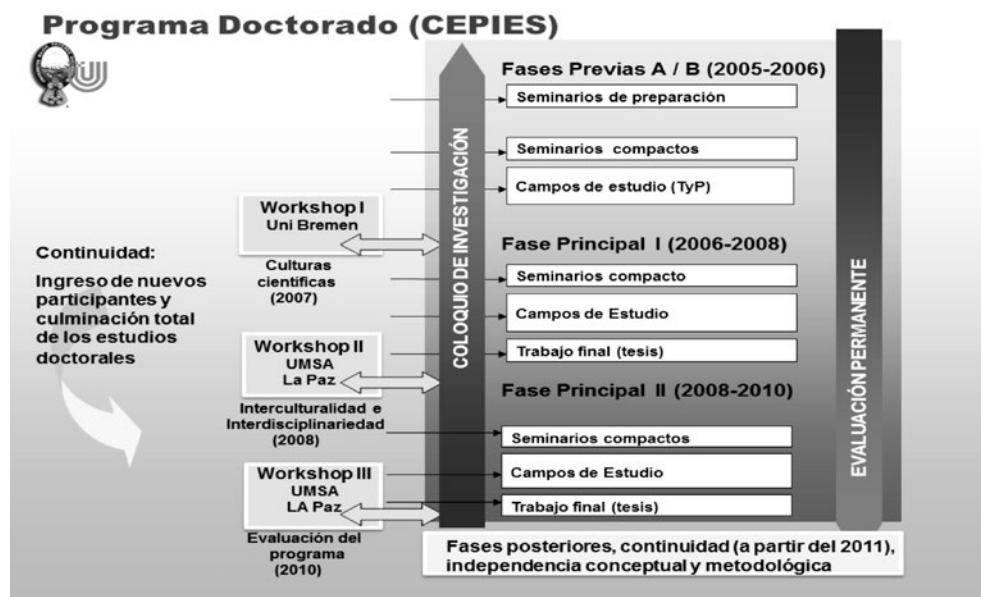 Programa Doctorado (CEPIES)
Fases Previas A / B (2005-2006)
Seminarios de preparación
Seminarios compactos
Campos de estudio (TyP)
Fase Principal I (2006-2008)
Seminarios compacto
Campos de Estudio
Trabajo final (tesis)
Fase Principal II (2008-2010)
Seminarios compactos
Campos de Estudio
Trabajo final (tesis)
Fases posteriores, continuidad (a partir del 2011),
independencia conceptual y metodológica
COLOQUIO DE INVESTIGACIÓN
EVALUACIÓN PERMANENTE
Workshop I
Uni Bremen
Culturas
científicas
(2007)
Workshop II
UMSA
La Paz
Interculturalidad e
Interdisciplinariedad
(2008)
Workshop III
UMSA
LA Paz
Evaluación del
programa
(2010)
Continuidad:
Ingreso de nuevos
participantes y
culminación total
de los estudios
doctorales